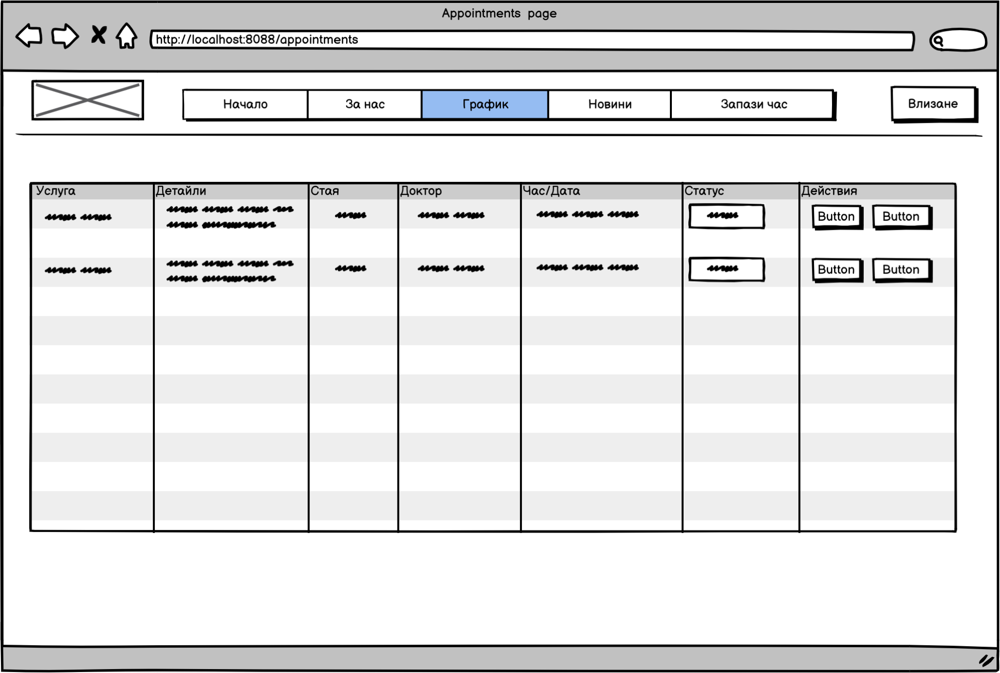 Appointments page
http://localhost:8088/appointments
Начало За нас График Новини Запази час Влизане
Услуга Детайли Стая Доктор Час/Дата Статус Действия
Button Button
Button Button